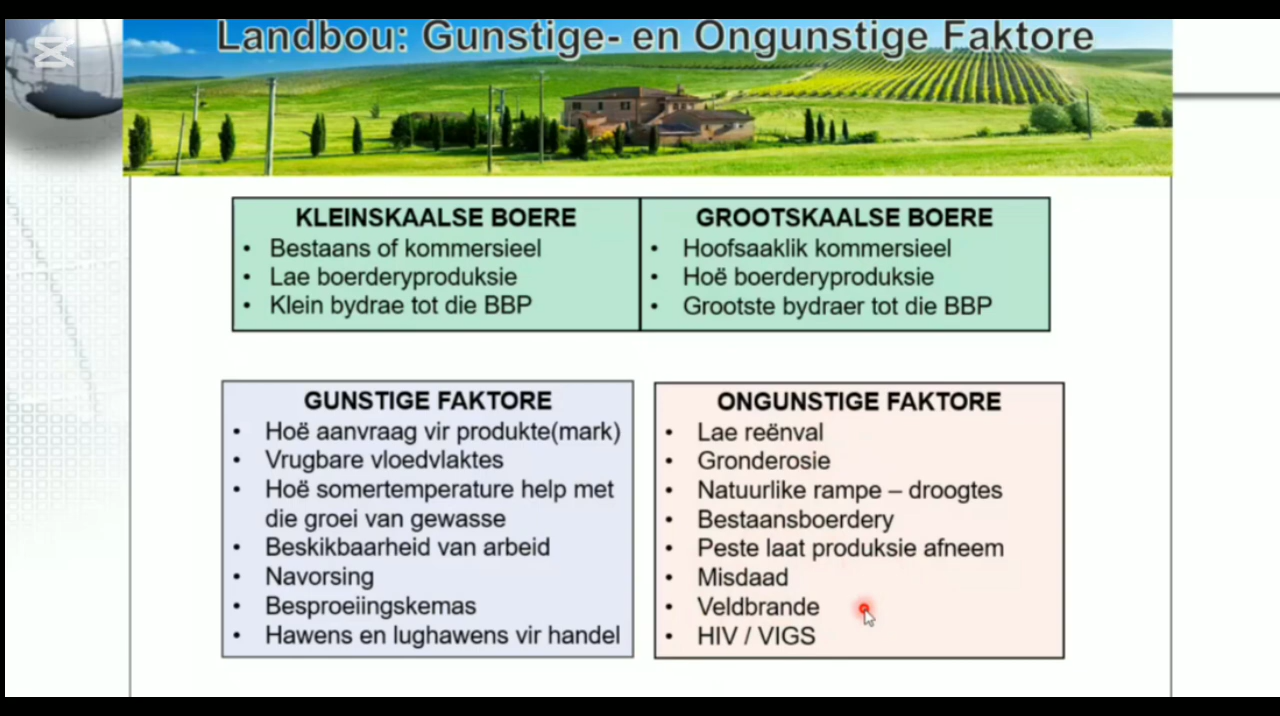 Landbou: Gunstige- en Ongunstige Faktore
KLEINSKAALSE BOERE
• Bestaans of kommersieel
• Lae boerderyproduksie
• Klein bydrae tot die BBP
GROOTSKAALSE BOERE
• Hoofsaaklik kommersieel
• Hoë boerderyproduksie
• Grootste bydraer tot die BBP
GUNSTIGE FAKTORE
• Hoë aanvraag vir produkte(mark)
• Vrugbare vloedvlaktes
• Hoë somertemperature help met
die groei van gewasse
• Beskikbaarheid van arbeid
• Navorsing
• Besproeiingskemas
• Hawens en lughawens vir handel
ONGUNSTIGE FAKTORE
• Lae reënval
• Gronderosie
• Natuurlike rampe – droogtes
• Bestaansboerdery
• Peste laat produksie afneem
• Misdaad
• Veldbrande
• HIV / VIGS